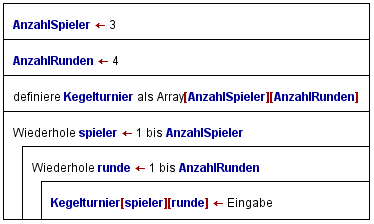 AnzahlSpieler ← 3
AnzahlRunden ← 4
definiere Kegelturnier als Array[AnzahlSpieler][AnzahlRunden]
Wiederhole spieler ← 1 bis AnzahlSpieler
Wiederhole runde ← 1 bis AnzahlRunden
Kegelturnier[spieler][runde] ← Eingabe